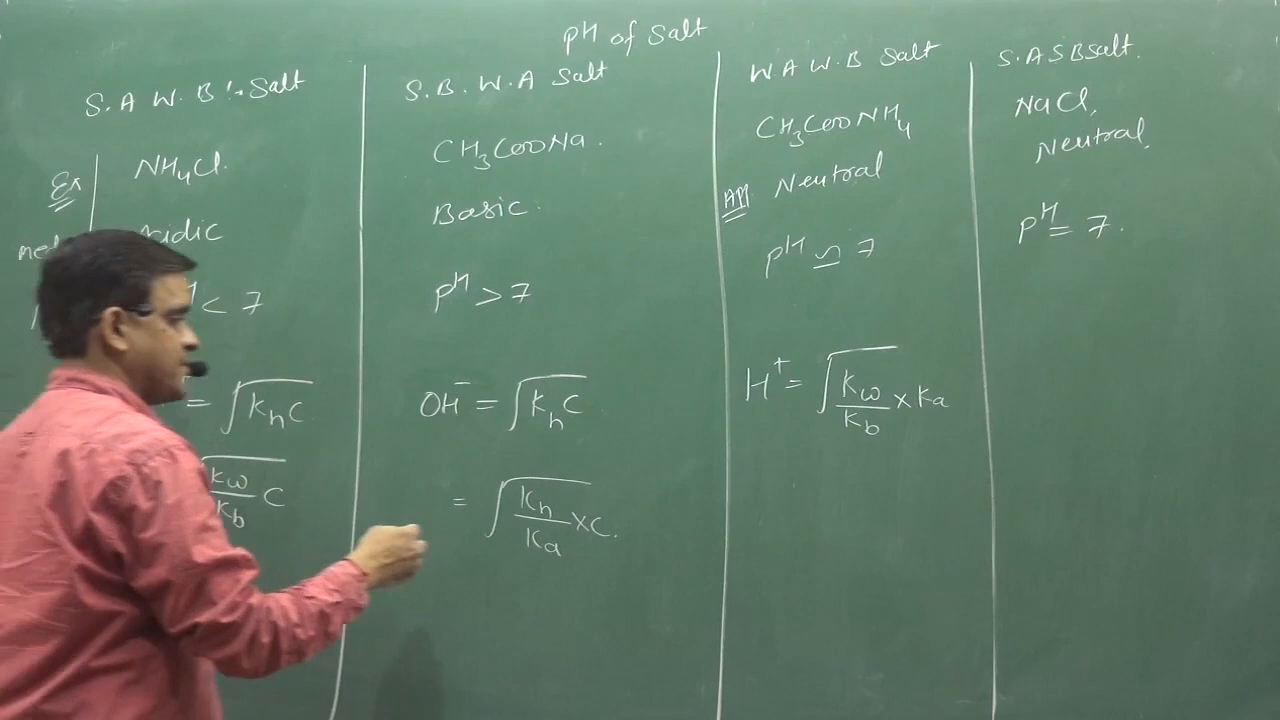 pH of Salt
S.A W.B Salt
Ex NH4Cl.
< 7
= √KhC
Kw/Kb C
S.B. W.A Salt
CH3COONa.
Basic.
pH > 7
OH- = √KhC
= √Kh/Ka × C.
W.A W.B Salt
CH3COONH4
Neutral
pH ≃ 7
H+ = √Kw/Kb × Ka
S.A S B Salt.
NaCl,
Neutral.
pH = 7.